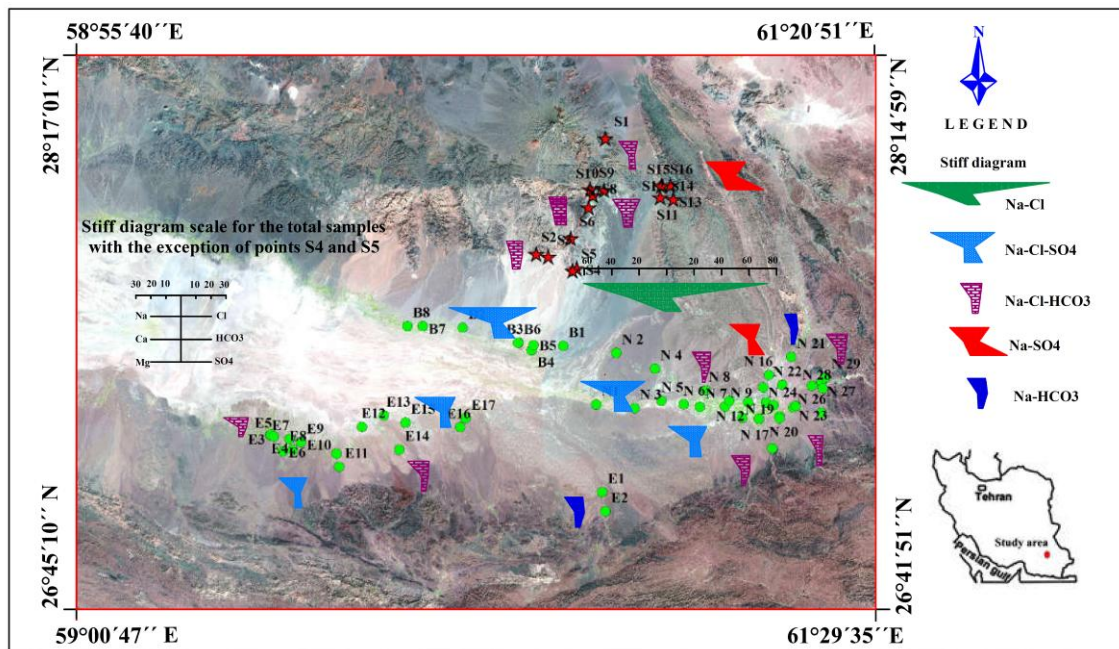 58°55´40´´ E
61°20´51´´ E
28°17´01´´ N
28°14´59´´ N
26°45´10´´ N
26°41´51´´ N
59°00´47´´ E
61°29´35´´ E
N
L E G E N D
Stiff diagram
Na-Cl
Na-Cl-SO4
Na-Cl-HCO3
Na-SO4
Na-HCO3
Tehran
Study area
Persian gulf
Stiff diagram scale for the total samples
with the exception of points S4 and S5
30 20 10 10 20 30
Na Cl
Ca HCO3
Mg SO4
S1
S10 S9
S8
S6
S15 S16
S14
S13
S11
S2
S5
S4
60 40 20 20 40 60 80
B8
B7
B3 B6
B5
B4
B1
N 2
N 4
N 3
N 5
N 6
N 7
N 8
N 9
N 12
N 16
N 17
N 19
N 20
N 21
N 22
N 23
N 24
N 26
N 27
N 28
N 29
E13
E12
E15
E17
E16
E14
E5 E7
E3
E9
E8
E4
E6
E10
E11
E1
E2